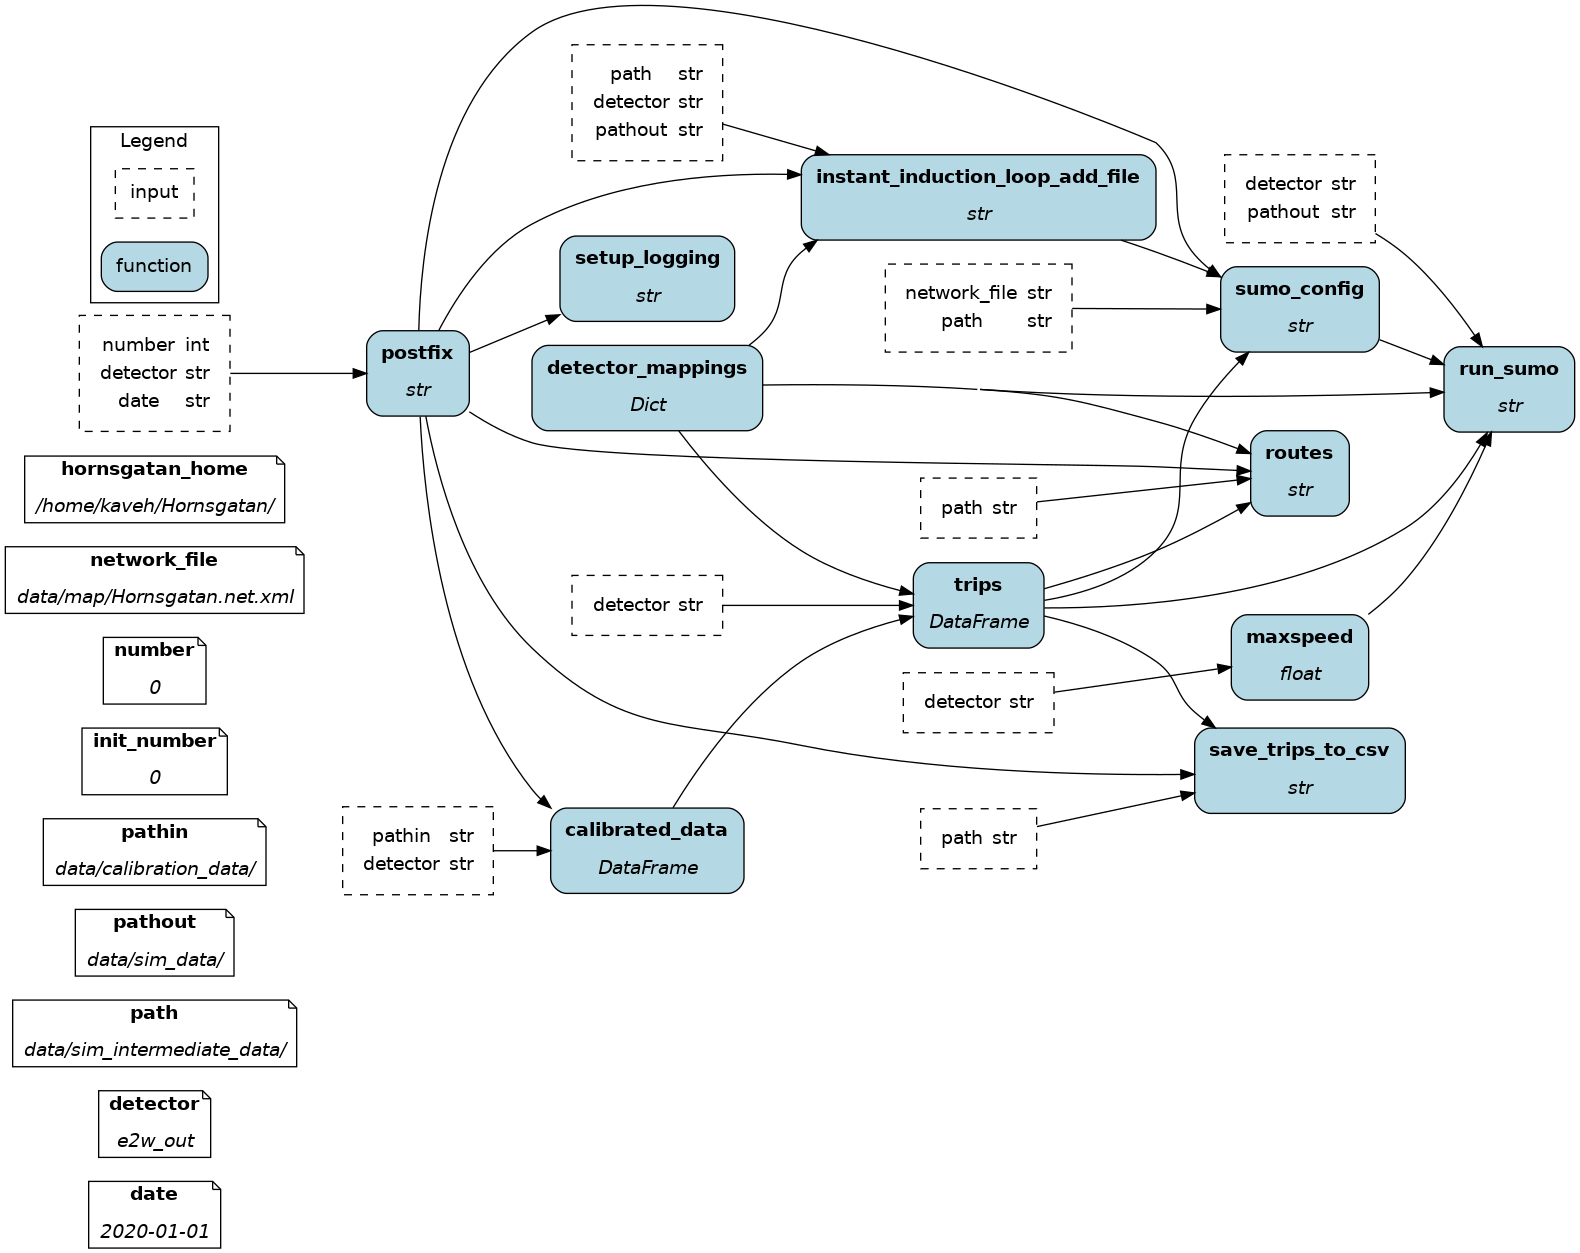 Legend
input
function
number int
detector str
date str
hornsgatan_home
/home/kaveh/Hornsgatan/
network_file
data/map/Hornsgatan.net.xml
number
0
init_number
0
pathin
data/calibration_data/
pathout
data/sim_data/
path
data/sim_intermediate_data/
detector
e2w_out
date
2020-01-01
postfix
str
pathin str
detector str
path str
detector str
pathout str
setup_logging
str
detector_mappings
Dict
detector str
calibrated_data
DataFrame
instant_induction_loop_add_file
str
network_file str
path str
path str
trips
DataFrame
detector str
path str
detector str
pathout str
sumo_config
str
routes
str
maxspeed
float
save_trips_to_csv
str
run_sumo
str